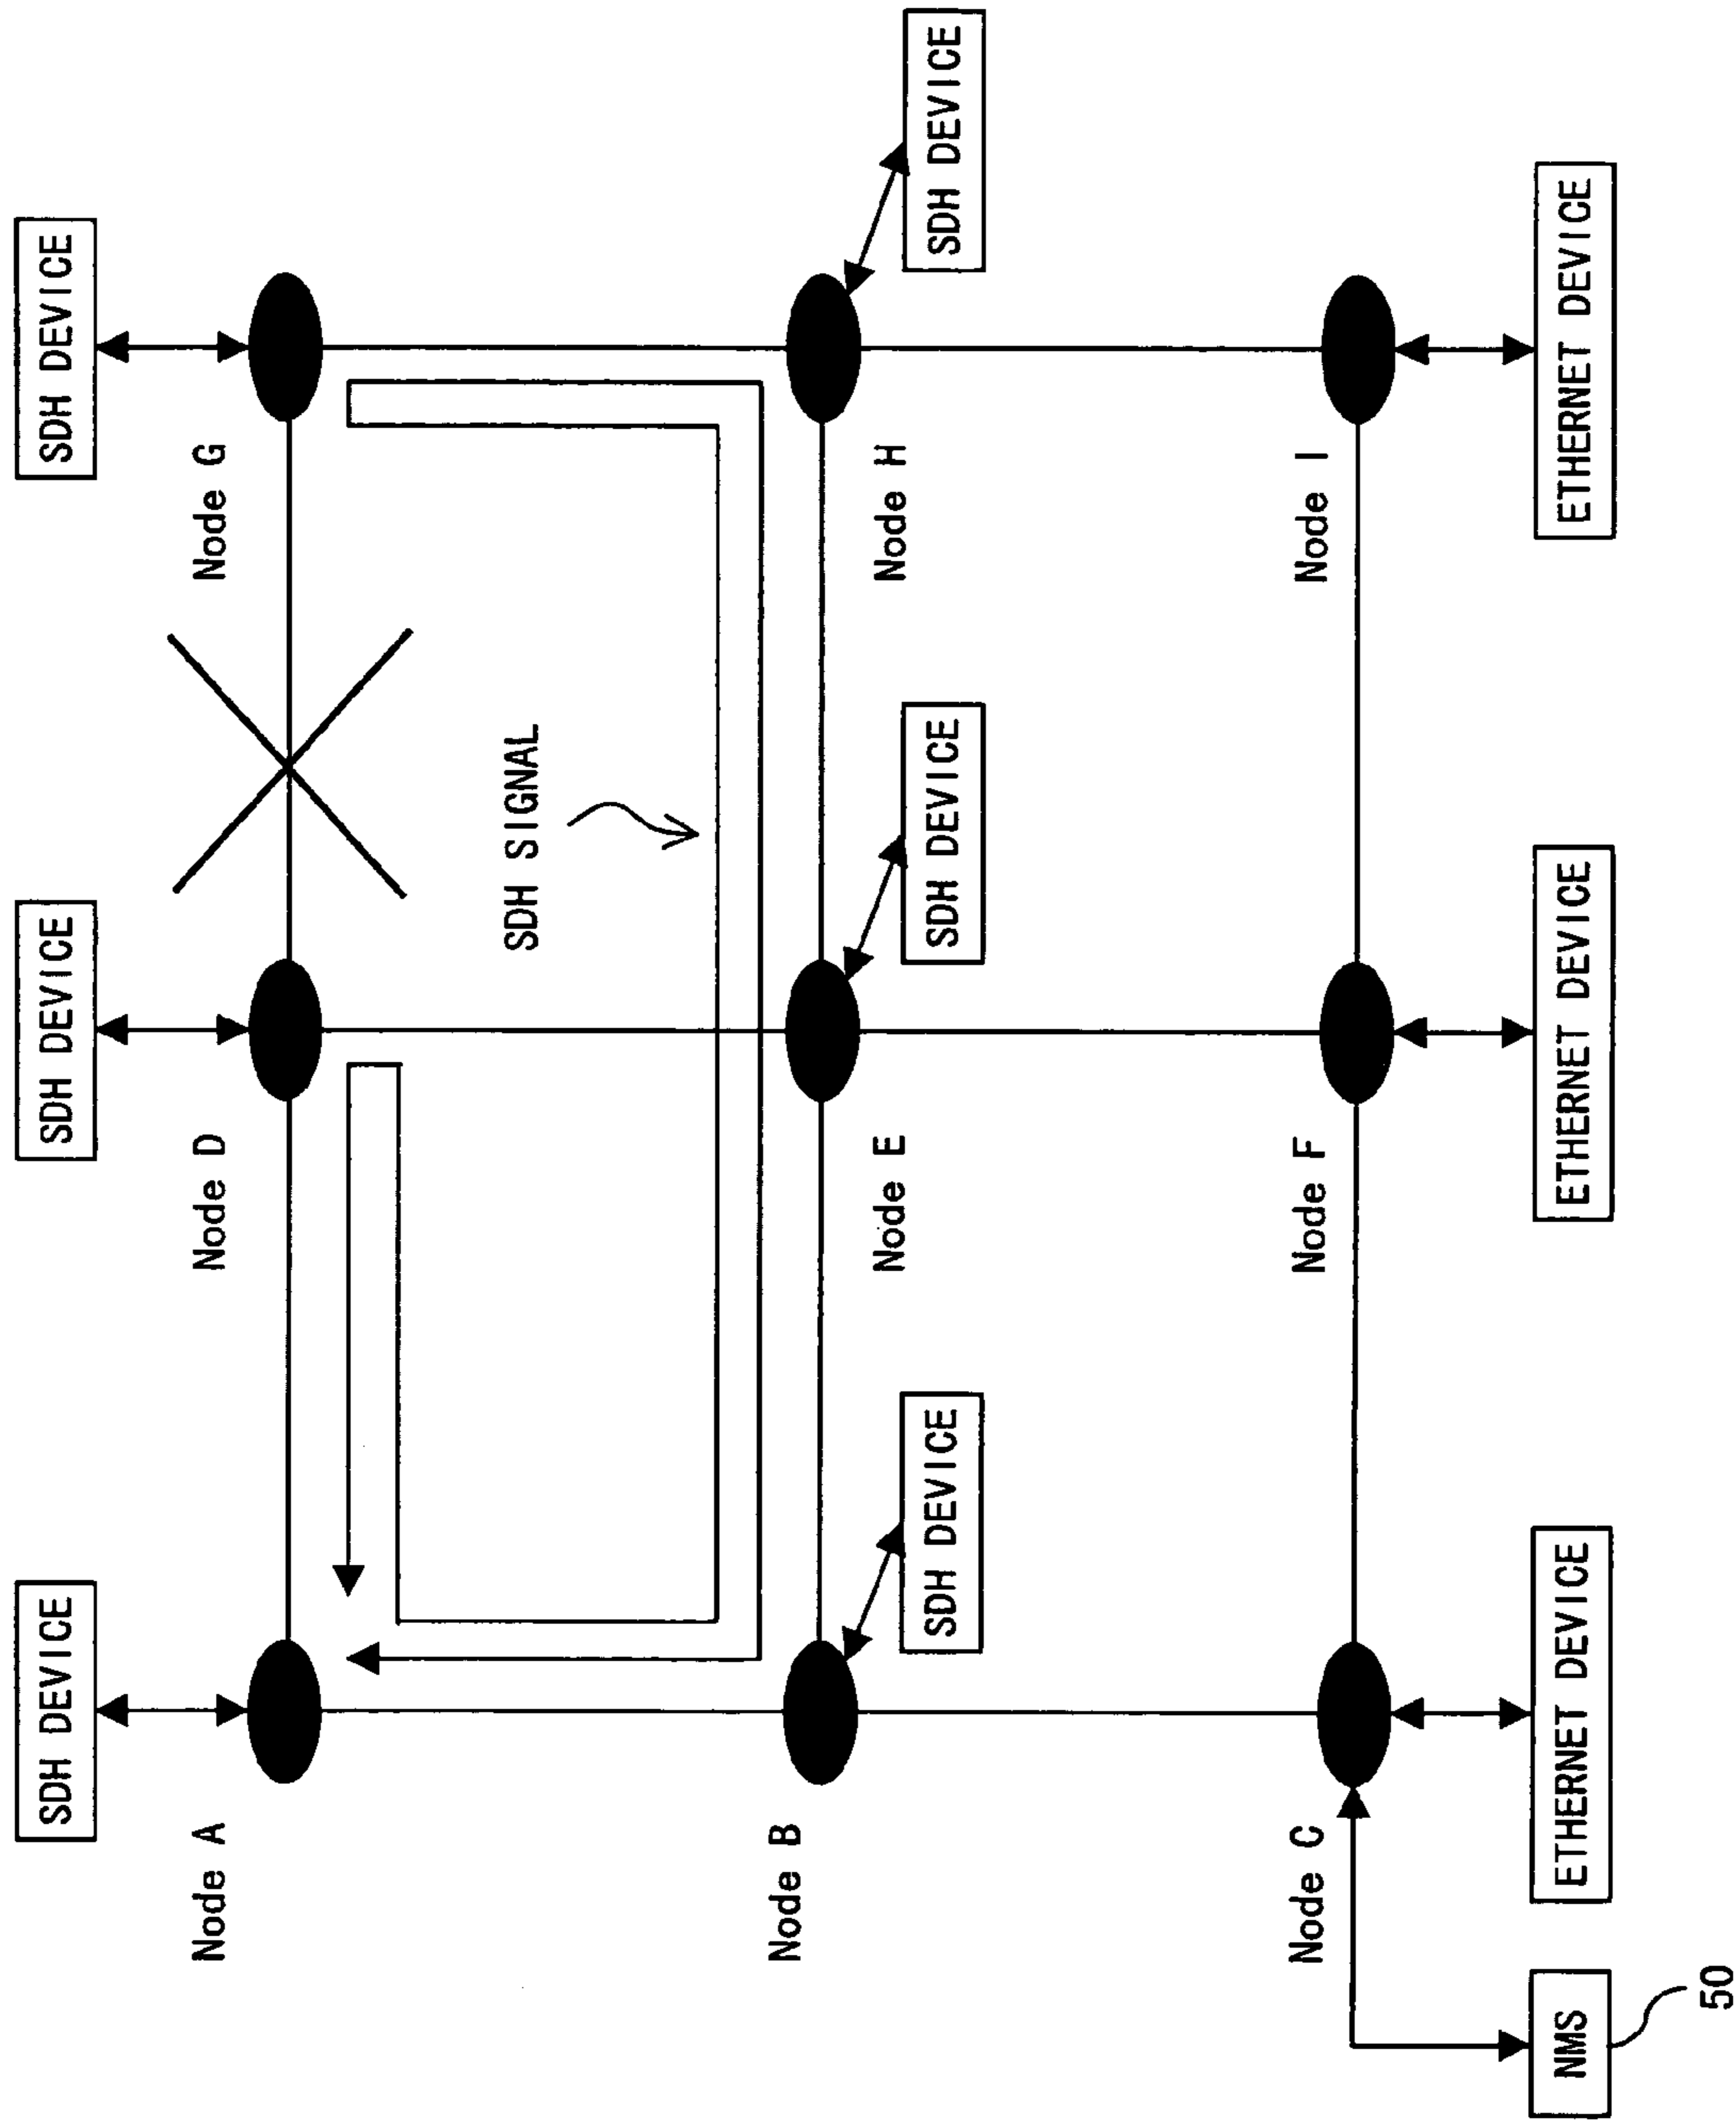 SDH DEVICE
SDH DEVICE
SDH DEVICE
Node A
Node D
Node G
SDH SIGNAL
Node B
Node E
Node H
SDH DEVICE
SDH DEVICE
SDH DEVICE
Node C
Node F
Node I
NMS
ETHERNET DEVICE
ETHERNET DEVICE
ETHERNET DEVICE
50